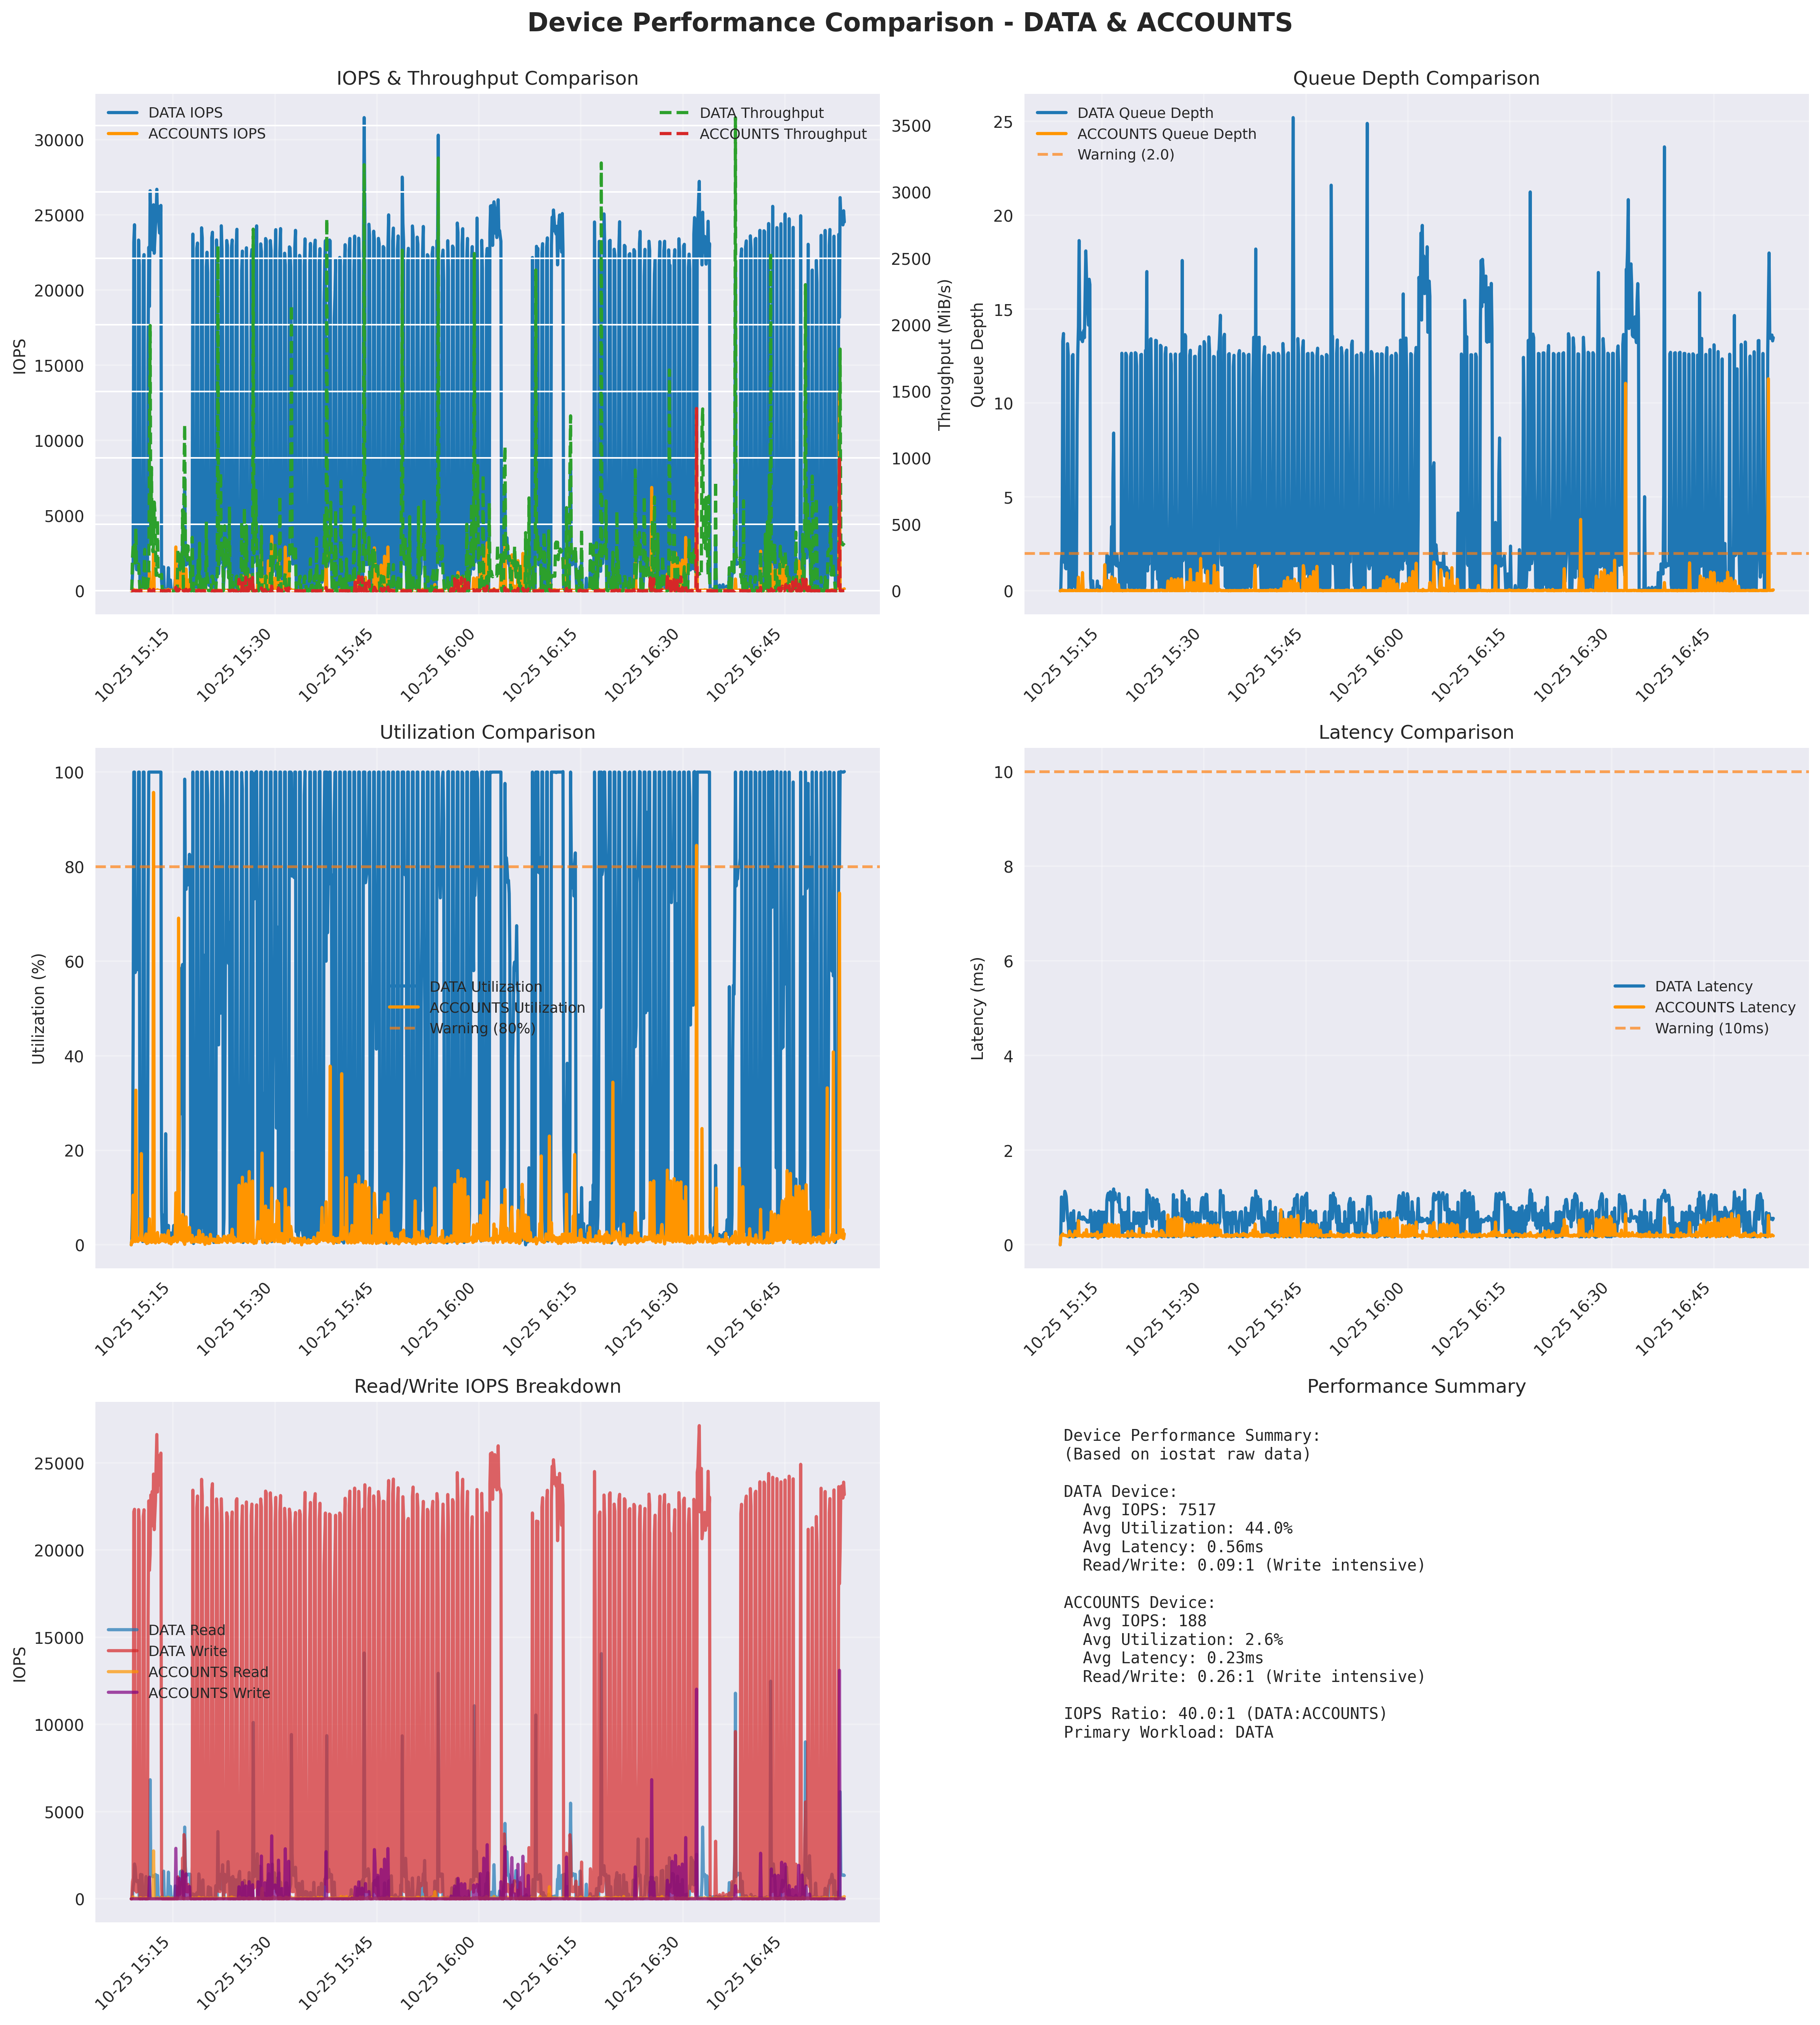 Device Performance Comparison - DATA & ACCOUNTS
IOPS & Throughput Comparison
DATA IOPS
ACCOUNTS IOPS
DATA Throughput
ACCOUNTS Throughput
IOPS
30000
25000
20000
15000
10000
5000
0
Throughput (MiB/s)
3500
3000
2500
2000
1500
1000
500
0
10-25 15:15
10-25 15:30
10-25 15:45
10-25 16:00
10-25 16:15
10-25 16:30
10-25 16:45
Queue Depth Comparison
DATA Queue Depth
ACCOUNTS Queue Depth
Warning (2.0)
Queue Depth
25
20
15
10
5
0
10-25 15:15
10-25 15:30
10-25 15:45
10-25 16:00
10-25 16:15
10-25 16:30
10-25 16:45
Utilization Comparison
DATA Utilization
ACCOUNTS Utilization
Warning (80%)
Utilization (%)
100
80
60
40
20
0
10-25 15:15
10-25 15:30
10-25 15:45
10-25 16:00
10-25 16:15
10-25 16:30
10-25 16:45
Latency Comparison
DATA Latency
ACCOUNTS Latency
Warning (10ms)
Latency (ms)
10
8
6
4
2
0
10-25 15:15
10-25 15:30
10-25 15:45
10-25 16:00
10-25 16:15
10-25 16:30
10-25 16:45
Read/Write IOPS Breakdown
DATA Read
DATA Write
ACCOUNTS Read
ACCOUNTS Write
IOPS
25000
20000
15000
10000
5000
0
10-25 15:15
10-25 15:30
10-25 15:45
10-25 16:00
10-25 16:15
10-25 16:30
10-25 16:45
Performance Summary
Device Performance Summary:
(Based on iostat raw data)
DATA Device:
Avg IOPS: 7517
Avg Utilization: 44.0%
Avg Latency: 0.56ms
Read/Write: 0.09:1 (Write intensive)
ACCOUNTS Device:
Avg IOPS: 188
Avg Utilization: 2.6%
Avg Latency: 0.23ms
Read/Write: 0.26:1 (Write intensive)
IOPS Ratio: 40.0:1 (DATA:ACCOUNTS)
Primary Workload: DATA